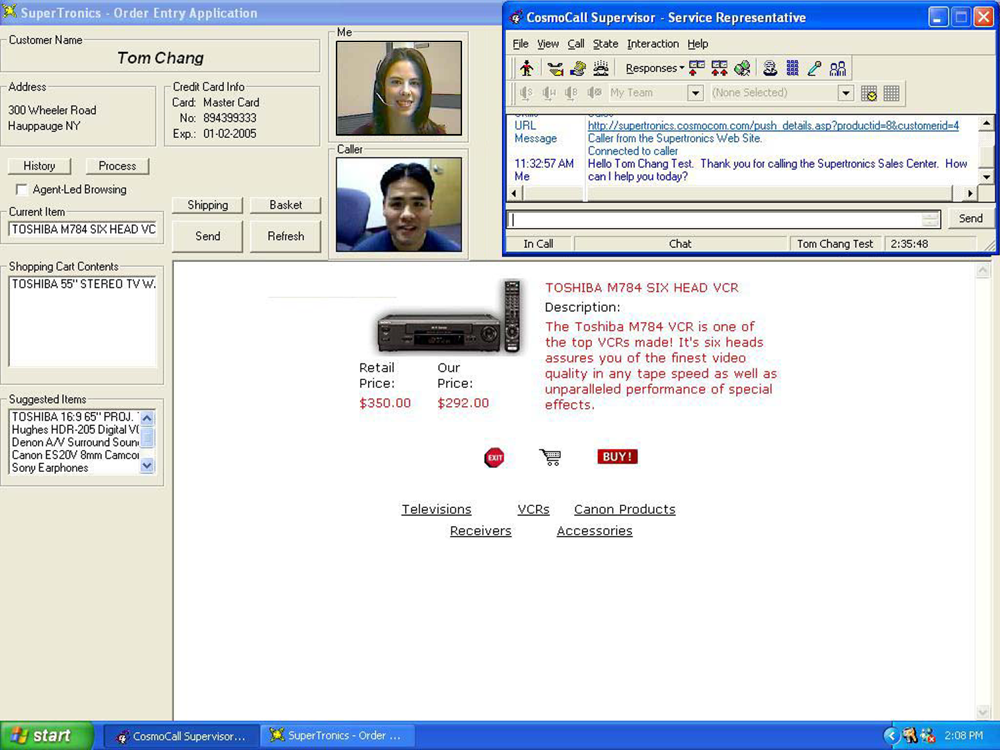 SuperTronics - Order Entry Application
Customer Name
Tom Chang
Address
300 Wheeler Road
Hauppauge NY
Credit Card Info
Card: Master Card
No: 894399333
Exp.: 01-02-2005
History
Process
Agent-Led Browsing
Current Item
TOSHIBA M784 SIX HEAD VC
Shipping
Basket
Send
Refresh
Me
Caller
Shopping Cart Contents
TOSHIBA 55" STEREO TV W.
Suggested Items
TOSHIBA 16:9 65" PROJ.
Hughes HDR-205 Digital VC
Denon A/V Surround Soun
Canon ES20V 8mm Camcor
Sony Earphones
CosmoCall Supervisor - Service Representative
File View Call State Interaction Help
Responses
My Team
(None Selected)
URL http://supertronics.cosmocom.com/push_details.asp?productid=8&customerid=4
Message Caller from the Supertronics Web Site.
Connected to caller
11:32:57 AM Hello Tom Chang Test. Thank you for calling the Supertronics Sales Center. How
Me can I help you today?
Send
In Call Chat Tom Chang Test 2:35:48
TOSHIBA M784 SIX HEAD VCR
Description:
The Toshiba M784 VCR is one of
the top VCRs made! It's six heads
assures you of the finest video
quality in any tape speed as well as
unparalleled performance of special
effects.
Retail Price:
$350.00
Our Price:
$292.00
EXIT
BUY!
Televisions VCRs Canon Products
Receivers Accessories
start
CosmoCall Supervisor...
SuperTronics - Order ...
2:08 PM